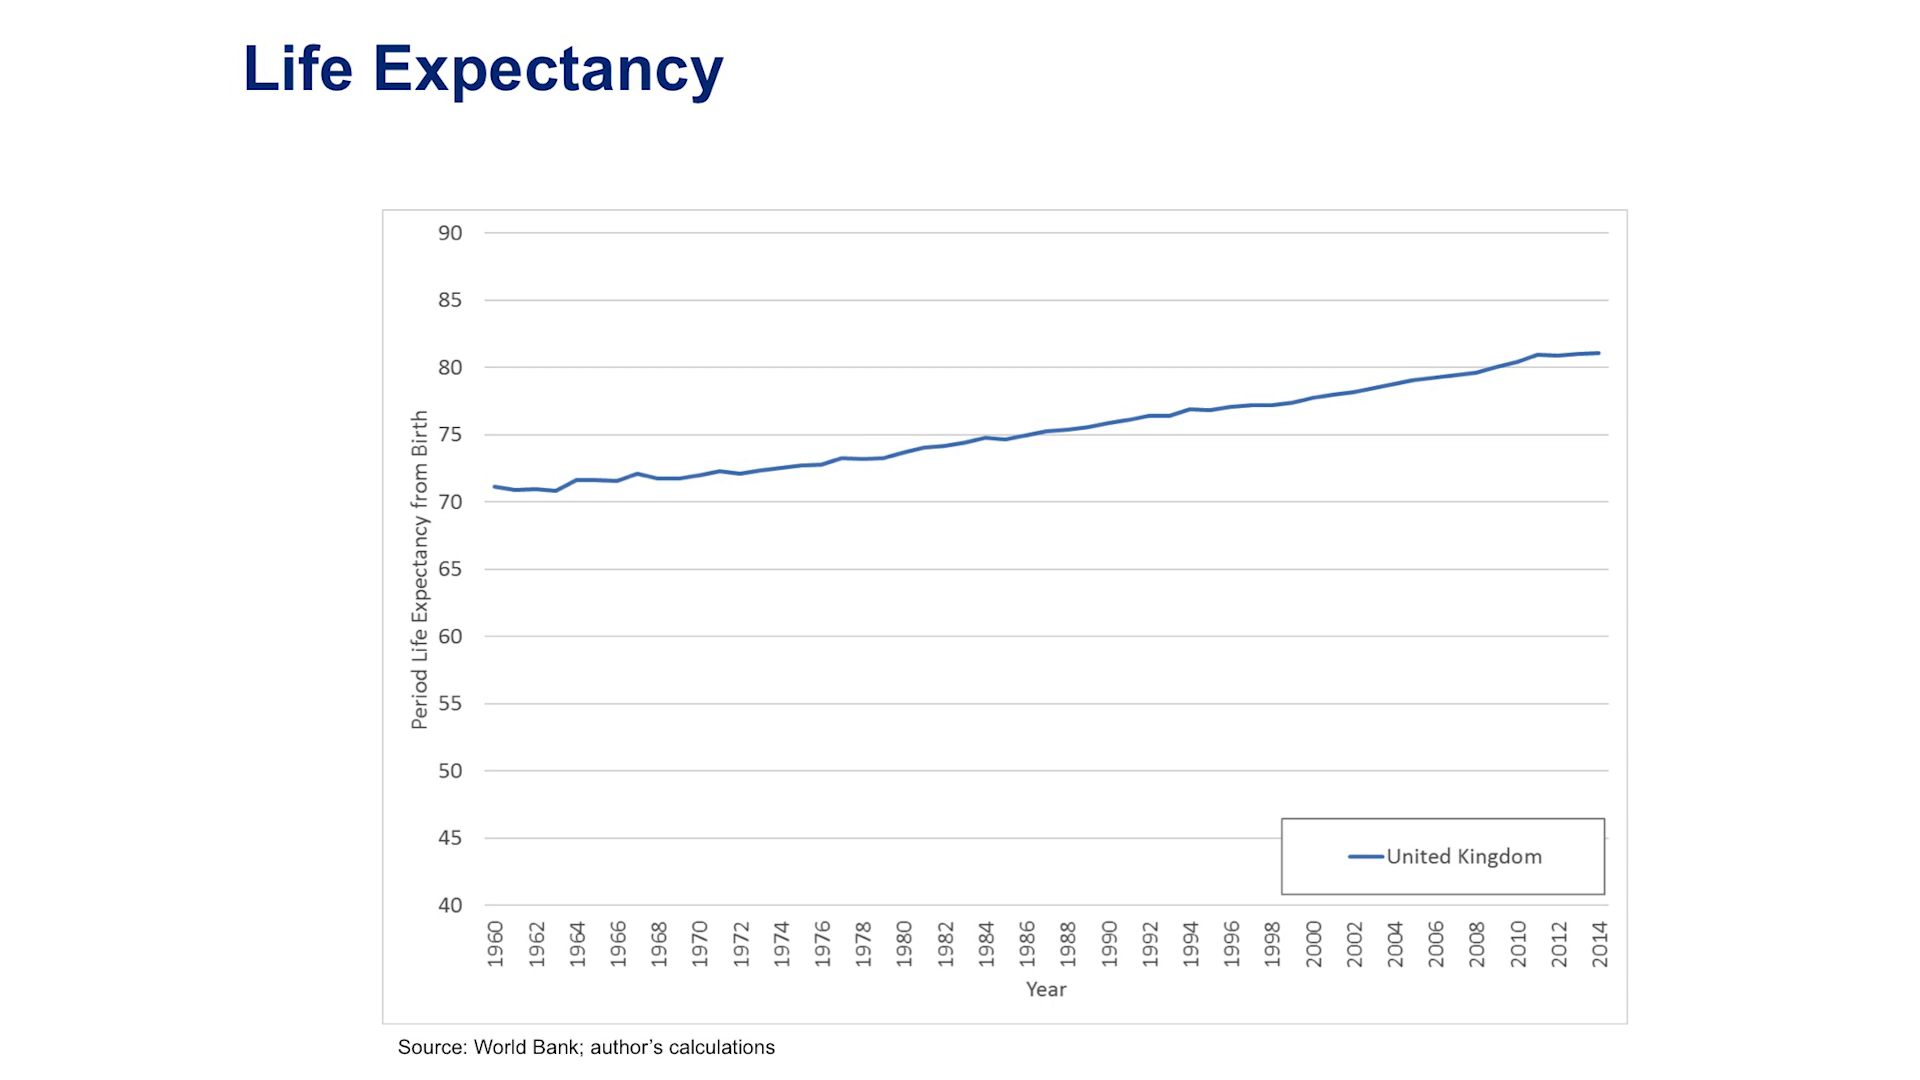 Life Expectancy
90
85
80
75
70
65
60
55
50
45
40
Period Life Expectancy from Birth
United Kingdom
1960 1962 1964 1966 1968 1970 1972 1974 1976 1978 1980 1982 1984 1986 1988 1990 1992 1994 1996 1998 2000 2002 2004 2006 2008 2010 2012 2014
Year
Source: World Bank; author’s calculations